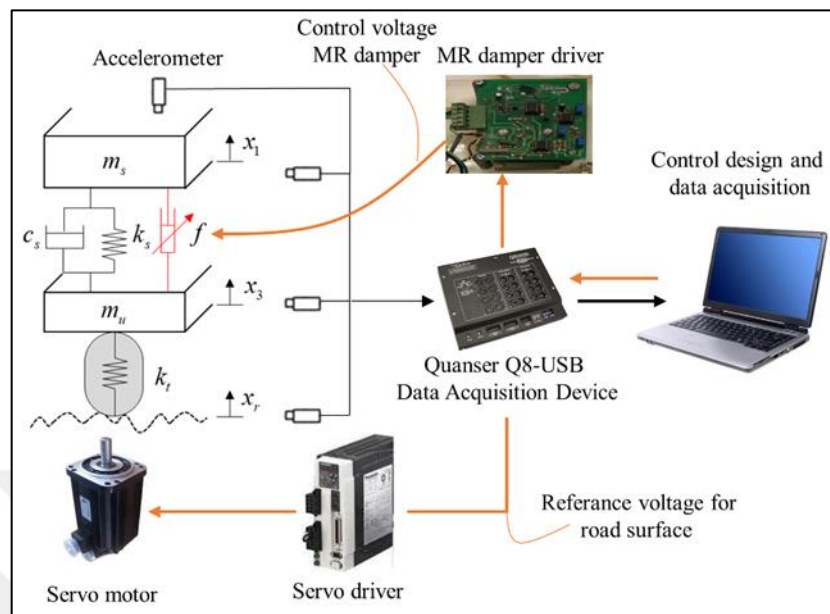 Control voltage
MR damper
Accelerometer
MR damper driver
m_s
x_1
Control design and
data acquisition
c_s
k_s
f
m_u
x_3
Quanser Q8-USB
Data Acquisition Device
k_t
x_r
Referance voltage for
road surface
Servo motor
Servo driver